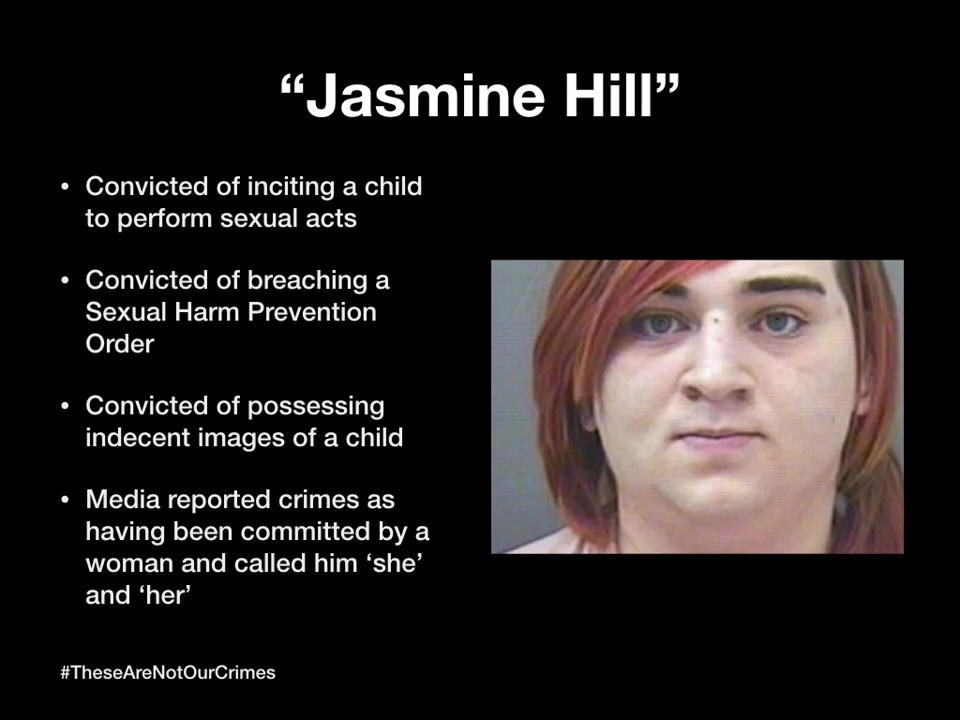 “Jasmine Hill”
• Convicted of inciting a child
to perform sexual acts
• Convicted of breaching a
Sexual Harm Prevention
Order
• Convicted of possessing
indecent images of a child
• Media reported crimes as
having been committed by a
woman and called him ‘she’
and ‘her’
#TheseAreNotOurCrimes